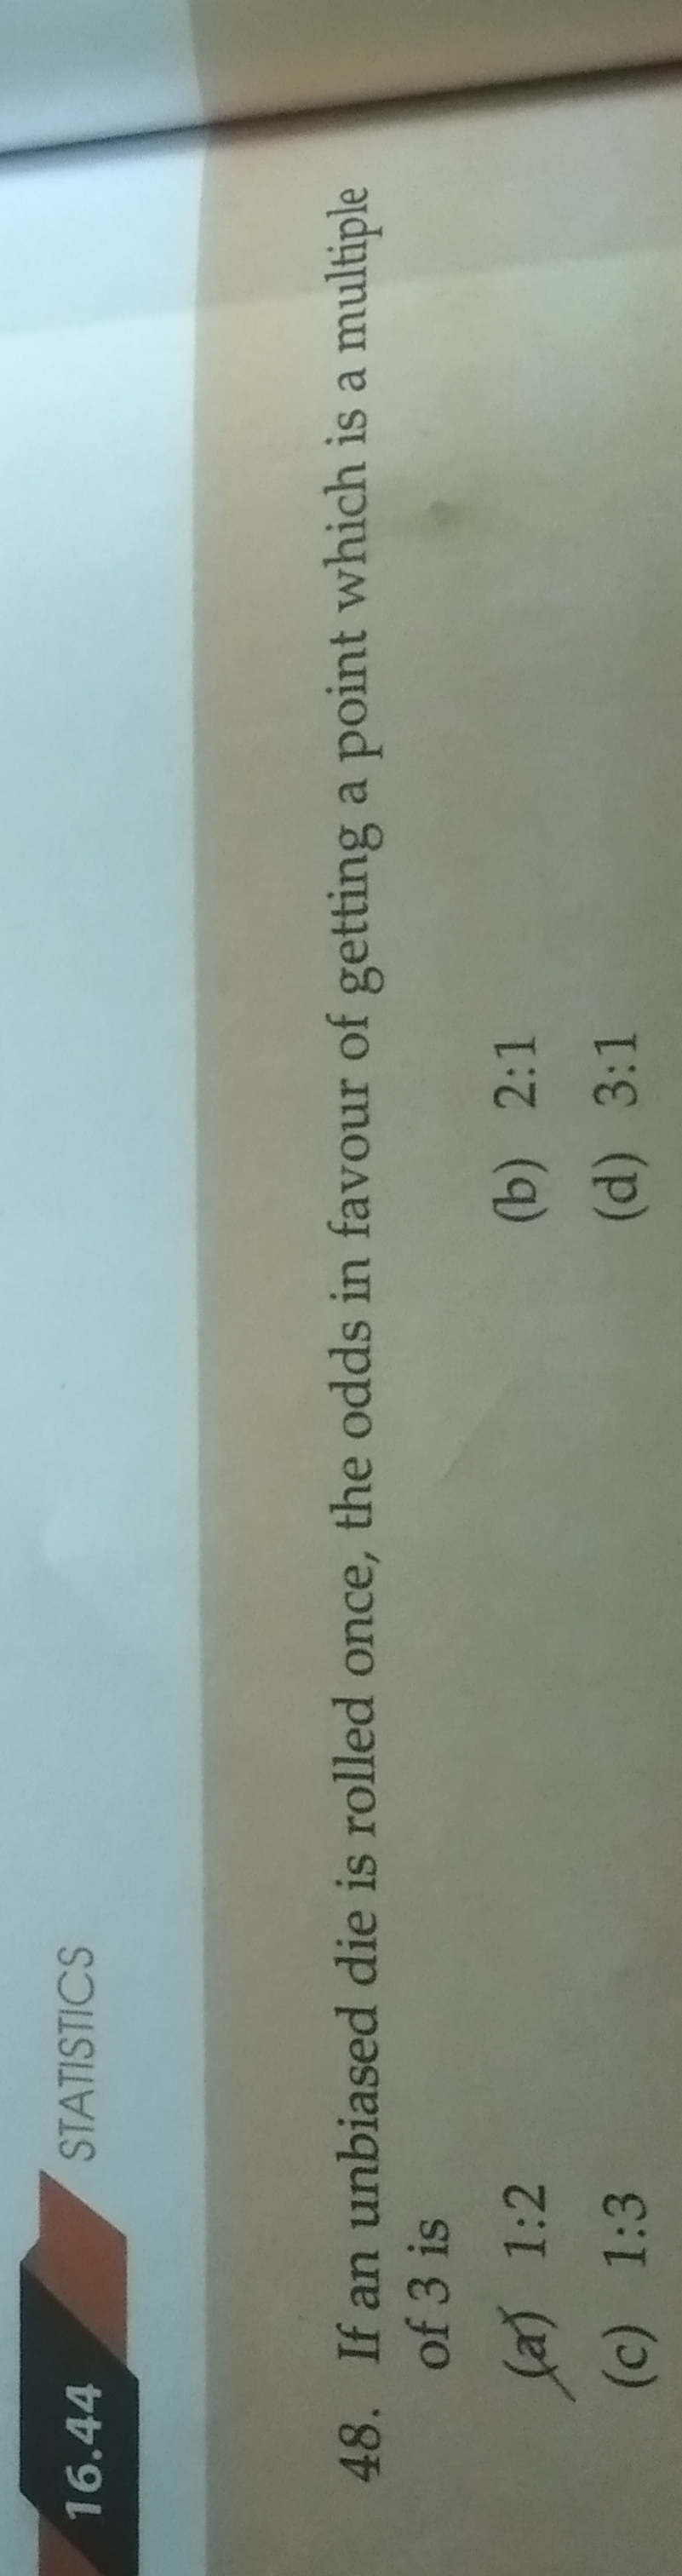 16.44 STATISTICS
48. If an unbiased die is rolled once, the odds in favour of getting a point which is a multiple
of 3 is
(a) 1:2 (b) 2:1
(c) 1:3 (d) 3:1